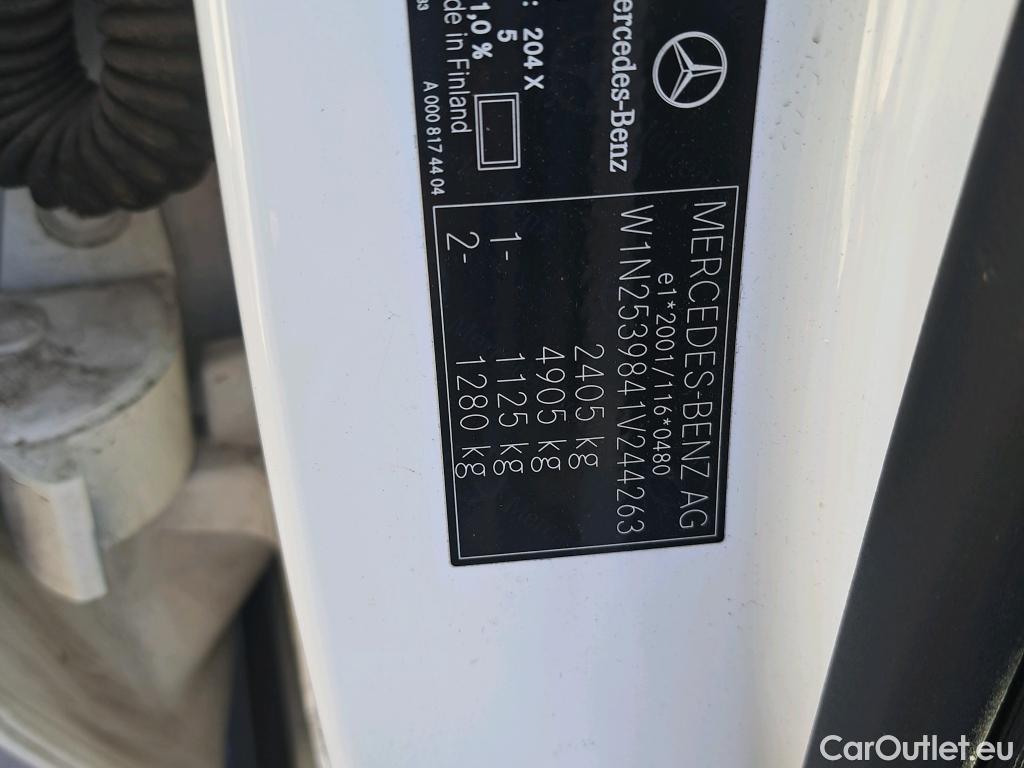 Mercedes-Benz
204 X
5
1,0 %
Made in Finland
A 000 817 44 04
MERCEDES-BENZ AG
e1*2001/116*0480
W1N2539841V244263
2405 kg
4905 kg
1- 1125 kg
2- 1280 kg
CarOutlet.eu